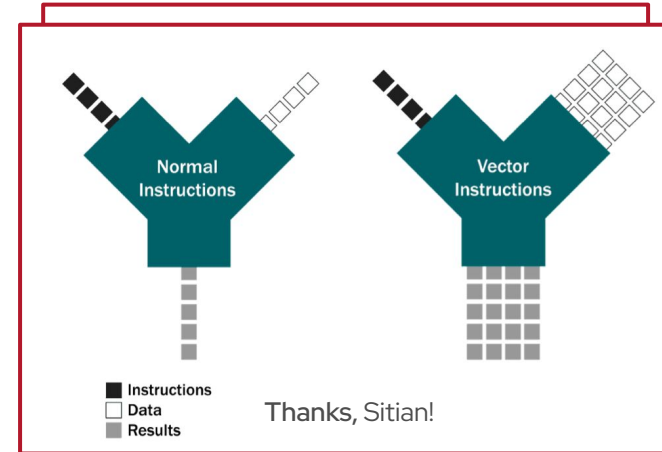 Normal
Instructions
Vector
Instructions
Instructions
Data
Results
Thanks, Sitian!